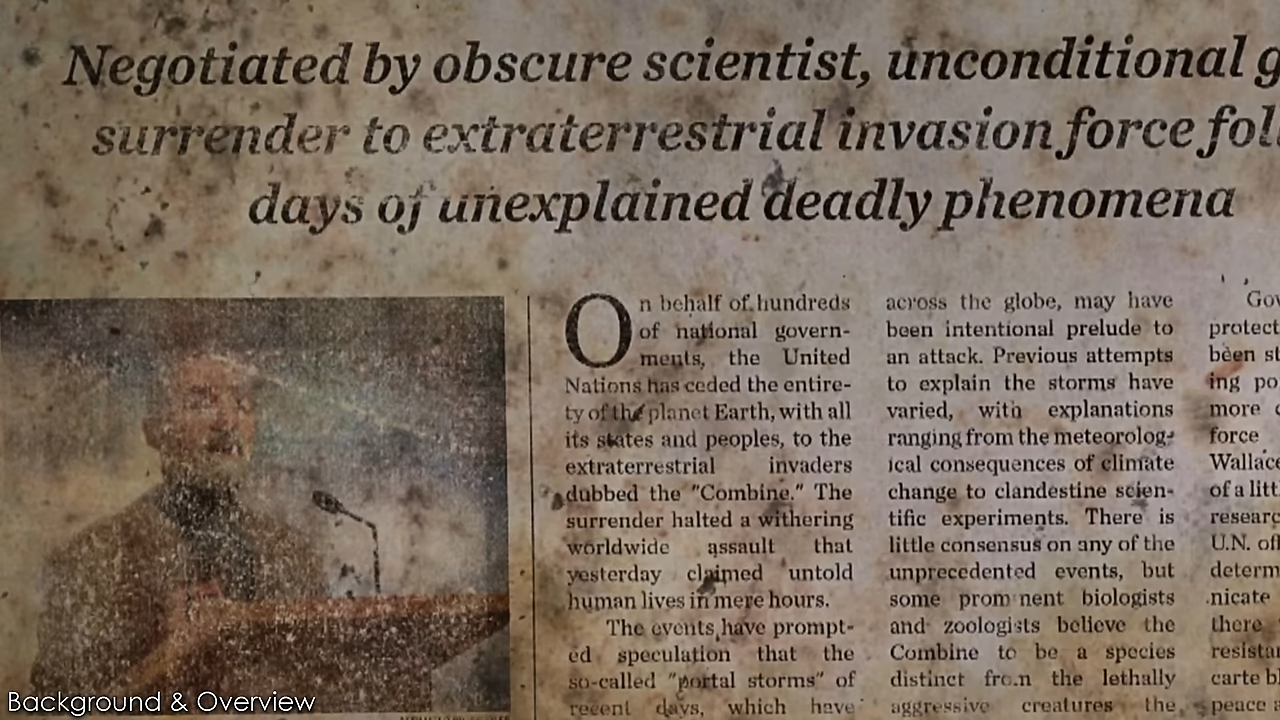 Negotiated by obscure scientist, unconditional g
surrender to extraterrestrial invasion force fol
days of unexplained deadly phenomena
On behalf of hundreds
of national govern-
ments, the United
Nations has ceded the entire-
ty of the planet Earth, with all
its states and peoples, to the
extraterrestrial invaders
dubbed the "Combine." The
surrender halted a withering
worldwide assault that
yesterday claimed untold
human lives in mere hours.
The events have prompt-
ed speculation that the
so-called "portal storms" of
recent days, which have
across the globe, may have
been intentional prelude to
an attack. Previous attempts
to explain the storms have
varied, with explanations
ranging from the meteorolog-
ical consequences of climate
change to clandestine scien-
tific experiments. There is
little consensus on any of the
unprecedented events, but
some prominent biologists
and zoologists believe the
Combine to be a species
distinct from the lethally
aggressive creatures the
Gov
protect
been st
ing po
more
force
Wallace
of a litt
researc
U.N. off
determ
nicate
there
resista
carte bl
peace a
Background & Overview